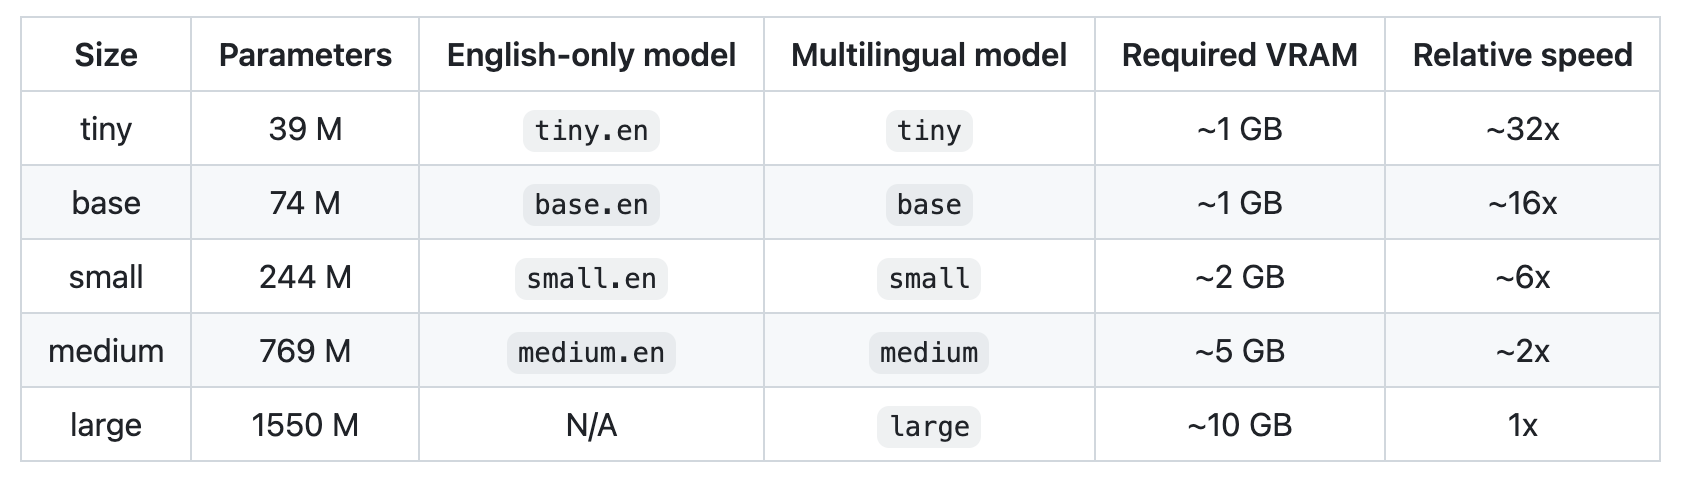 Size Parameters English-only model Multilingual model Required VRAM Relative speed
tiny 39 M tiny.en tiny ~1 GB ~32x
base 74 M base.en base ~1 GB ~16x
small 244 M small.en small ~2 GB ~6x
medium 769 M medium.en medium ~5 GB ~2x
large 1550 M N/A large ~10 GB 1x